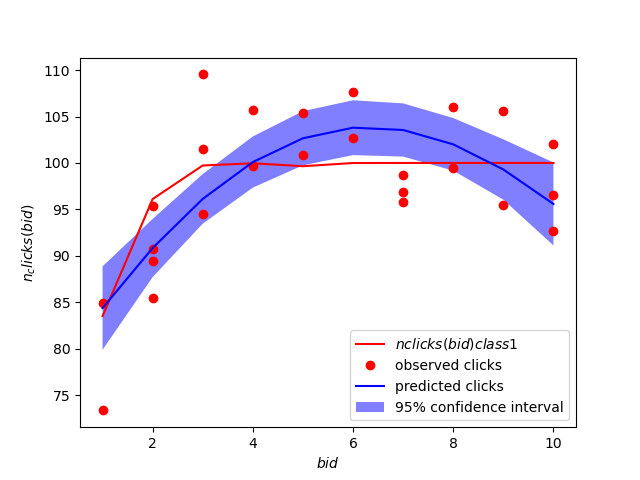 110
105
100
95
90
85
80
75
n_clicks(bid)
2
4
6
8
10
bid
nclicks(bid)class1
observed clicks
predicted clicks
95% confidence interval